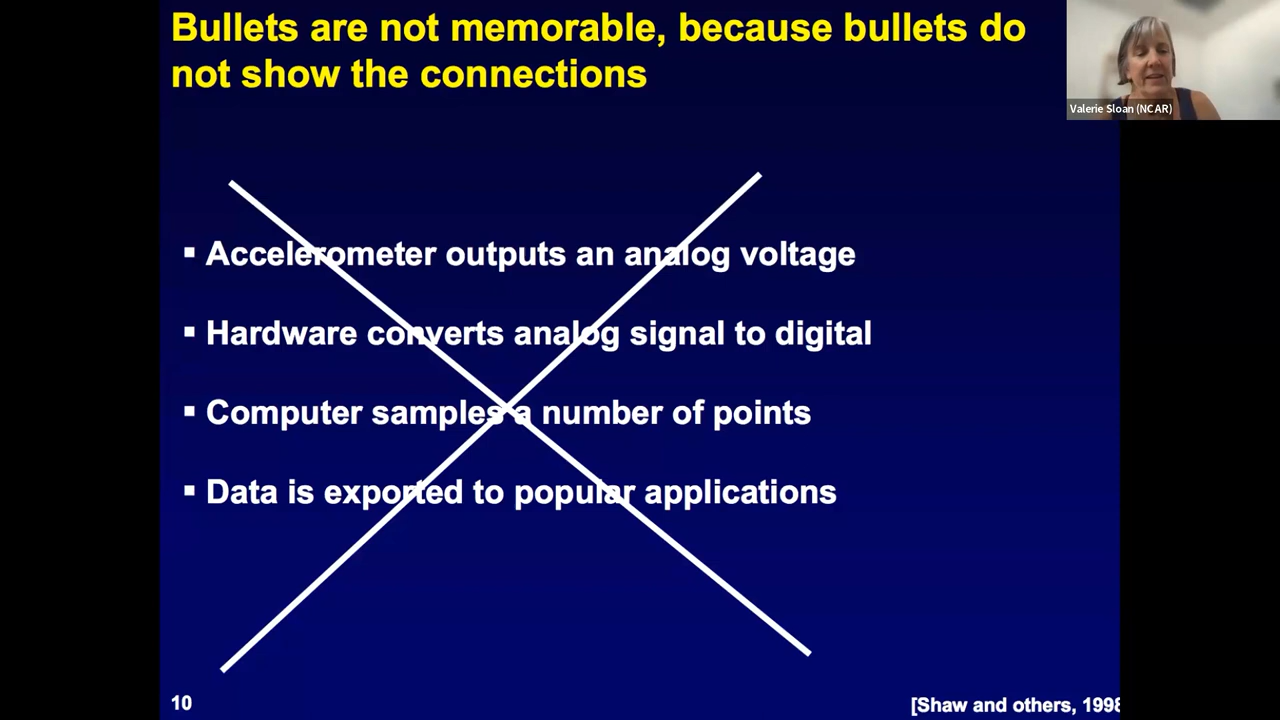 Bullets are not memorable, because bullets do
not show the connections
Valerie Sloan (NCAR)
▪ Accelerometer outputs an analog voltage
▪ Hardware converts analog signal to digital
▪ Computer samples a number of points
▪ Data is exported to popular applications
10
[Shaw and others, 1998